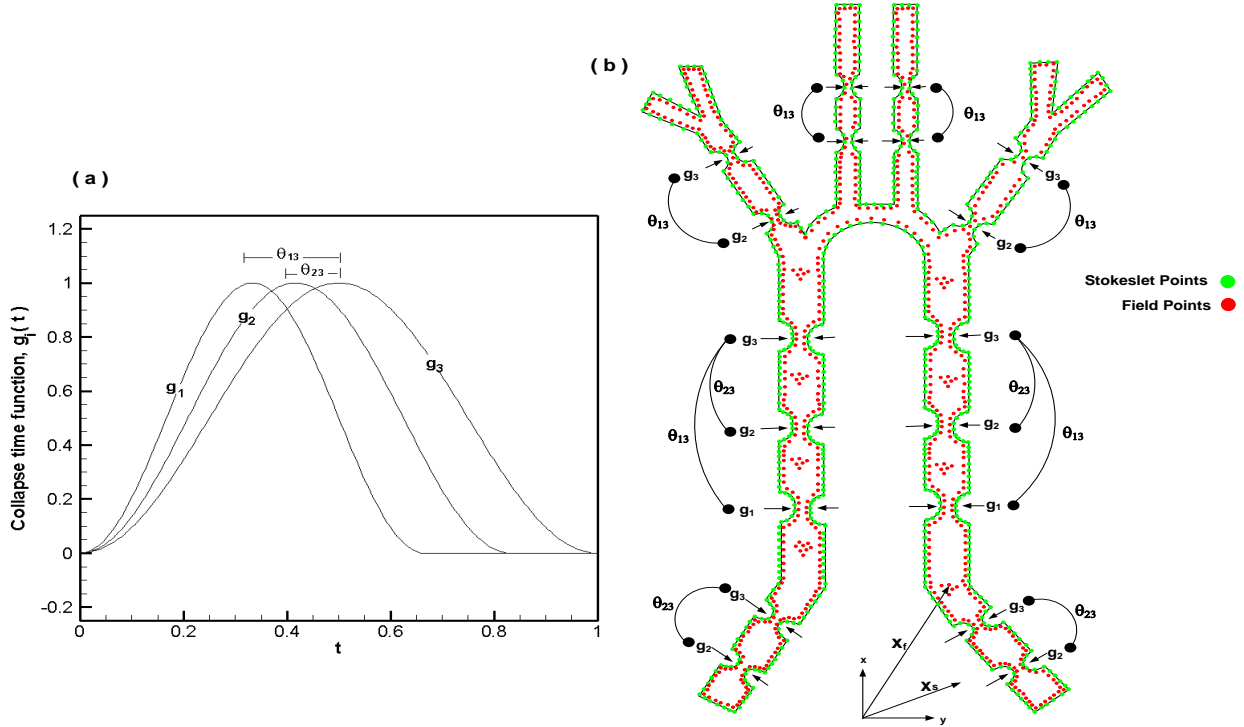 ( a )
Collapse time function, gᵢ( t )
1.2
1
0.8
0.6
0.4
0.2
0
-0.2
0
0.2
0.4
0.6
0.8
1
t
θ₁₃
θ₂₃
g₁
g₂
g₃
( b )
θ₁₃
θ₁₃
g₃
θ₁₃
g₂
g₃
θ₁₃
g₂
Stokeslet Points
Field Points
g₃
θ₂₃
g₂
θ₁₃
g₁
g₃
θ₂₃
g₂
θ₁₃
g₁
g₃
θ₂₃
g₂
g₃
θ₂₃
g₂
X_f
X_s
x
y